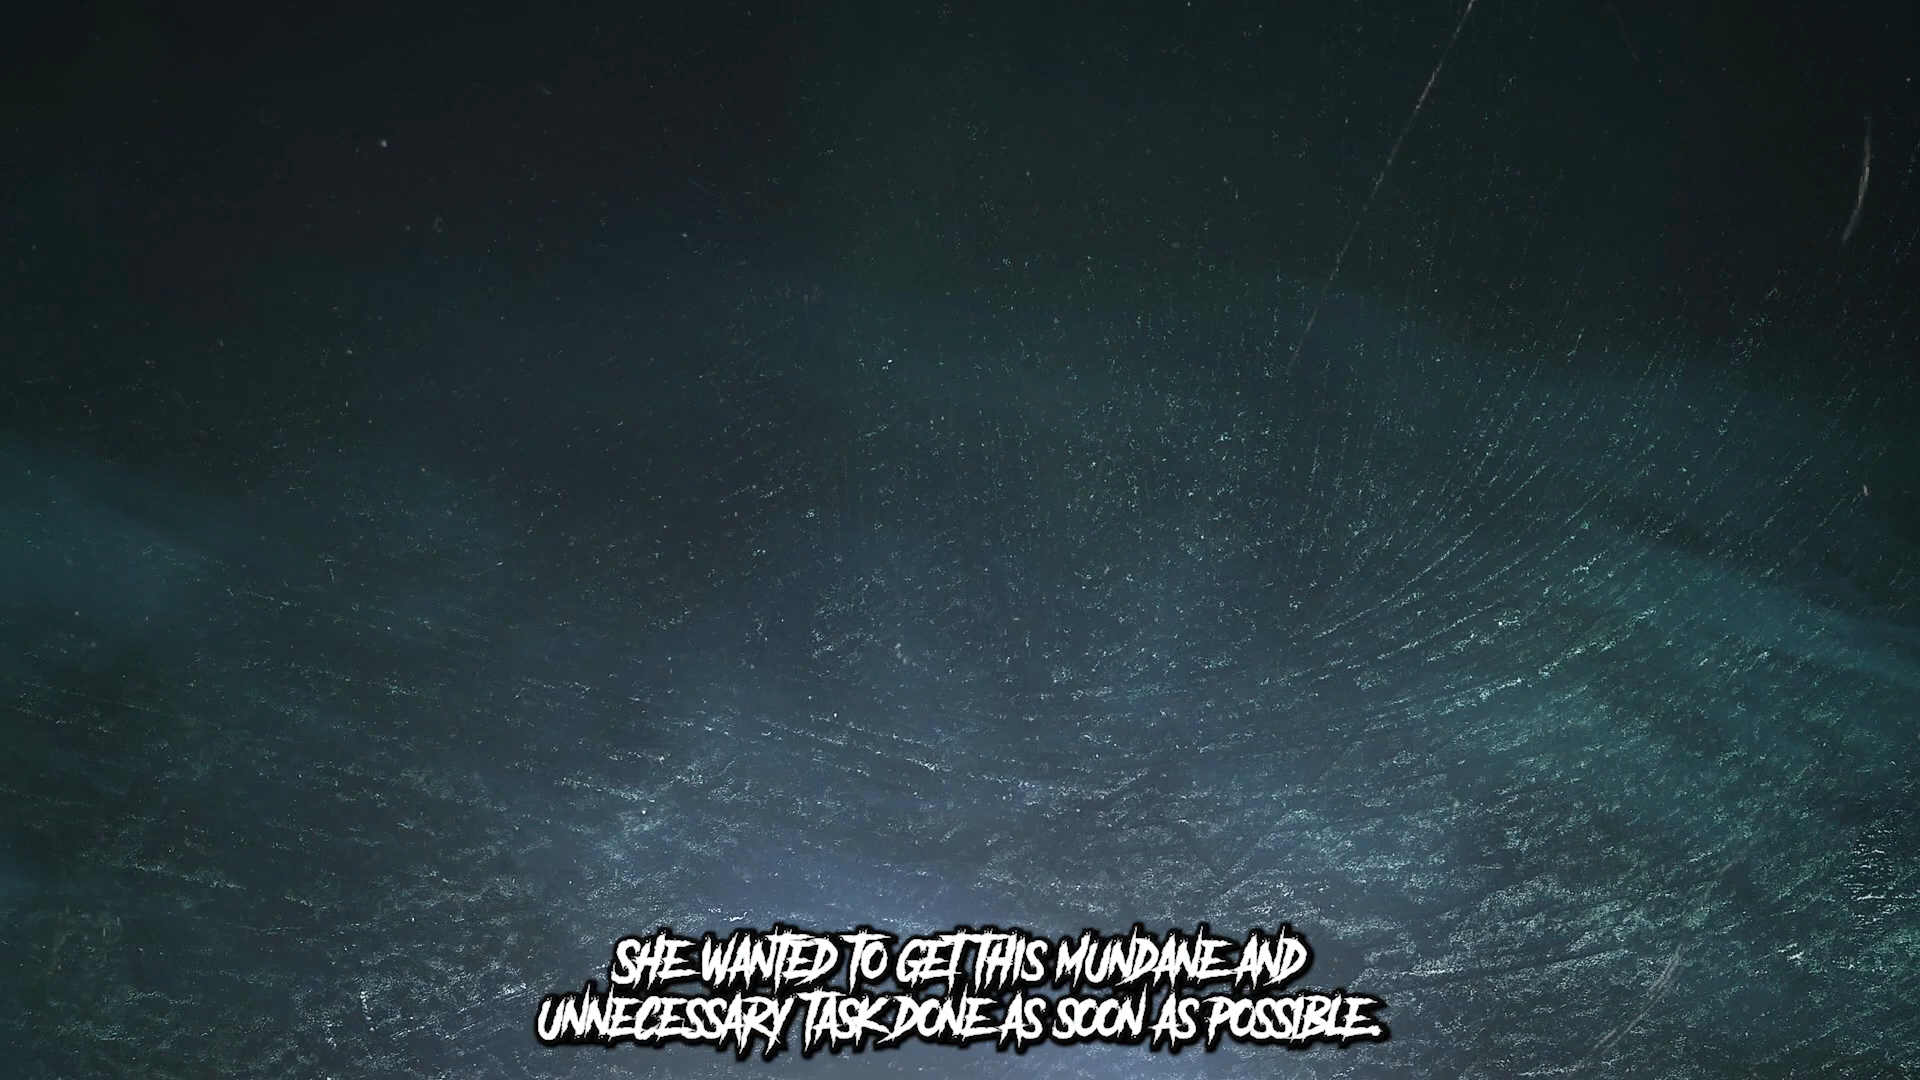 SHE WANTED TO GET THIS MUNDANE AND
UNNECESSARY TASK DONE AS SOON AS POSSIBLE.